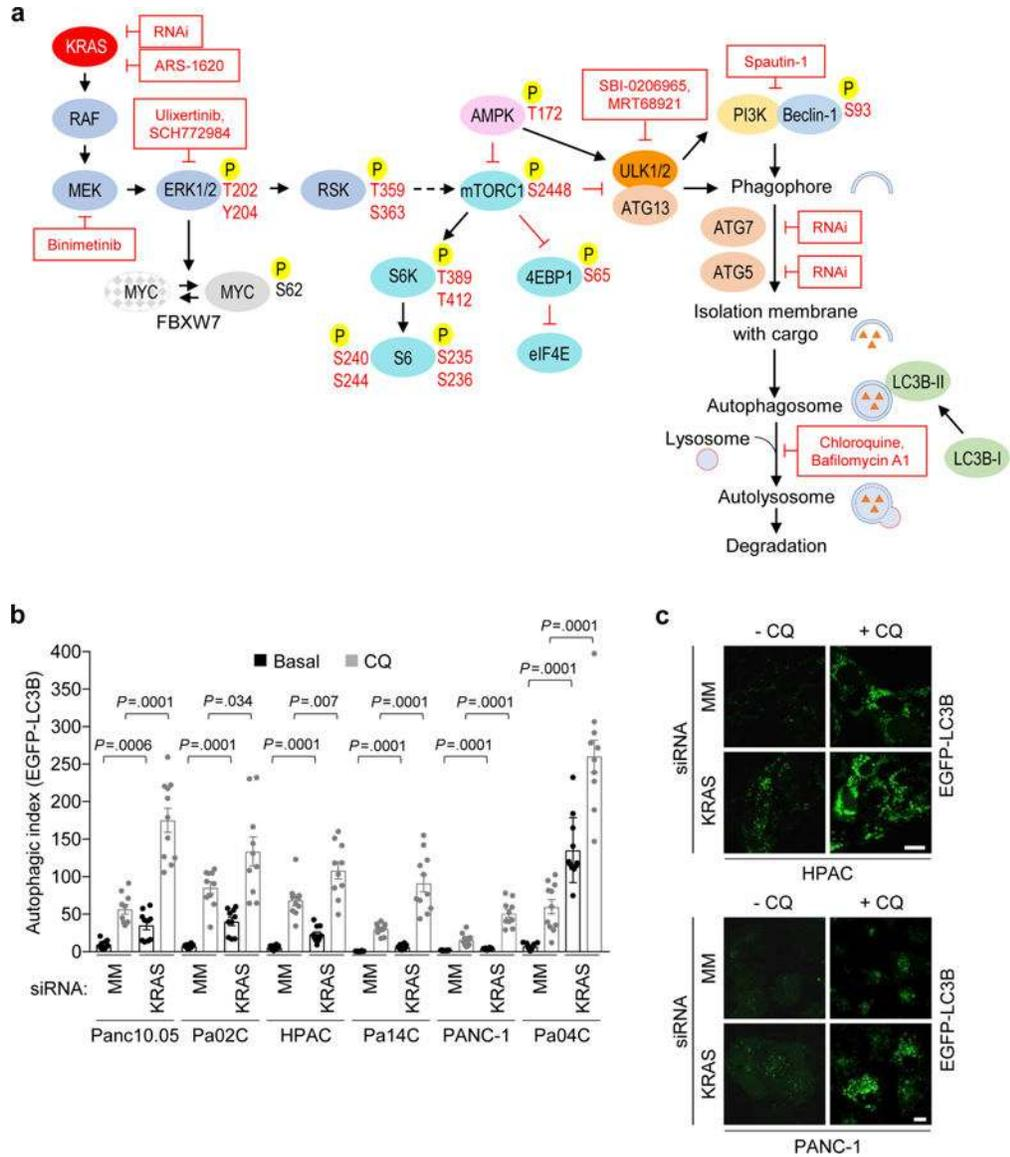 a
KRAS
RNAi
ARS-1620
RAF
Ulixertinib,
SCH772984
MEK
ERK1/2
P
T202
Y204
Binimetinib
RSK
P
T359
S363
MYC
MYC
P
S62
FBXW7
AMPK
P
T172
mTORC1
P
S2448
S6K
P
T389
T412
4EBP1
P
S65
P
S240
S244
S6
P
S235
S236
eIF4E
SBI-0206965,
MRT68921
ULK1/2
ATG13
Spautin-1
PI3K
Beclin-1
P
S93
Phagophore
ATG7
RNAi
ATG5
RNAi
Isolation membrane
with cargo
Autophagosome
LC3B-II
LC3B-I
Lysosome
Chloroquine,
Bafilomycin A1
Autolysosome
Degradation
b
Autophagic index (EGFP-LC3B)
400
350
300
250
200
150
100
50
0
Basal
CQ
P=.0001
P=.0006
P=.034
P=.0001
P=.007
P=.0001
P=.0001
P=.0001
P=.0001
P=.0001
P=.0001
P=.0001
siRNA:
MM
KRAS
MM
KRAS
MM
KRAS
MM
KRAS
MM
KRAS
MM
KRAS
Panc10.05
Pa02C
HPAC
Pa14C
PANC-1
Pa04C
c
- CQ
+ CQ
siRNA
MM
KRAS
EGFP-LC3B
HPAC
- CQ
+ CQ
siRNA
MM
KRAS
EGFP-LC3B
PANC-1